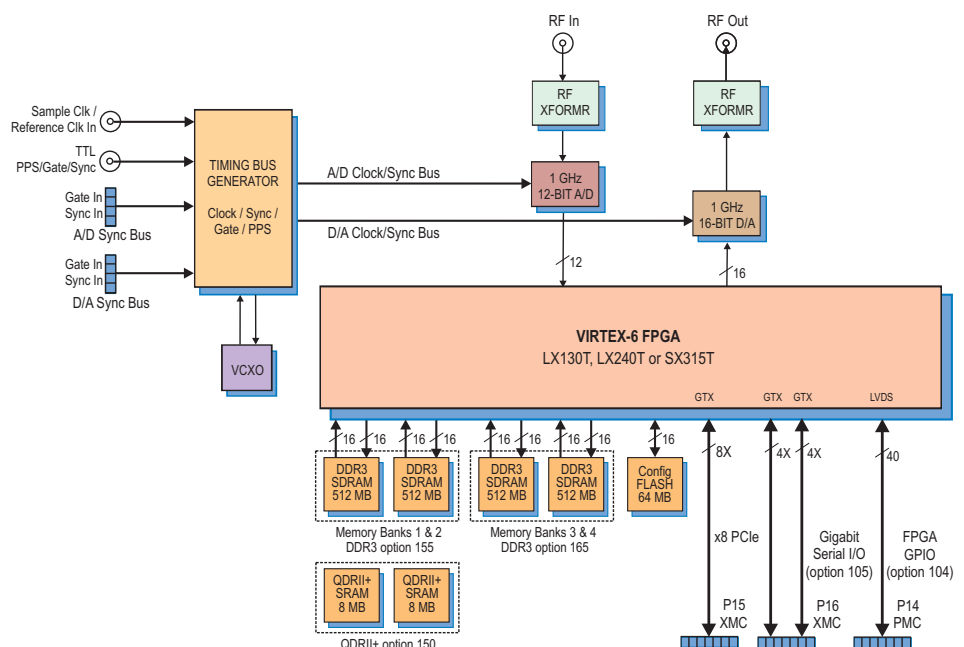 RF In
RF Out
RF
XFORMR
RF
XFORMR
Sample Clk /
Reference Clk In
TTL
PPS/Gate/Sync
Gate In
Sync In
A/D Sync Bus
Gate In
Sync In
D/A Sync Bus
TIMING BUS
GENERATOR
Clock / Sync /
Gate / PPS
VCXO
A/D Clock/Sync Bus
D/A Clock/Sync Bus
1 GHz
12-BIT A/D
1 GHz
16-BIT D/A
12
16
VIRTEX-6 FPGA
LX130T, LX240T or SX315T
GTX
GTX
GTX
LVDS
16
16
16
16
16
16
16
16
16
8X
4X
4X
40
DDR3
SDRAM
512 MB
DDR3
SDRAM
512 MB
DDR3
SDRAM
512 MB
DDR3
SDRAM
512 MB
Config
FLASH
64 MB
Memory Banks 1 & 2
DDR3 option 155
Memory Banks 3 & 4
DDR3 option 165
x8 PCIe
Gigabit
Serial I/O
(option 105)
FPGA
GPIO
(option 104)
QDRII+
SRAM
8 MB
QDRII+
SRAM
8 MB
QDRII+ option 150
P15
XMC
P16
XMC
P14
PMC